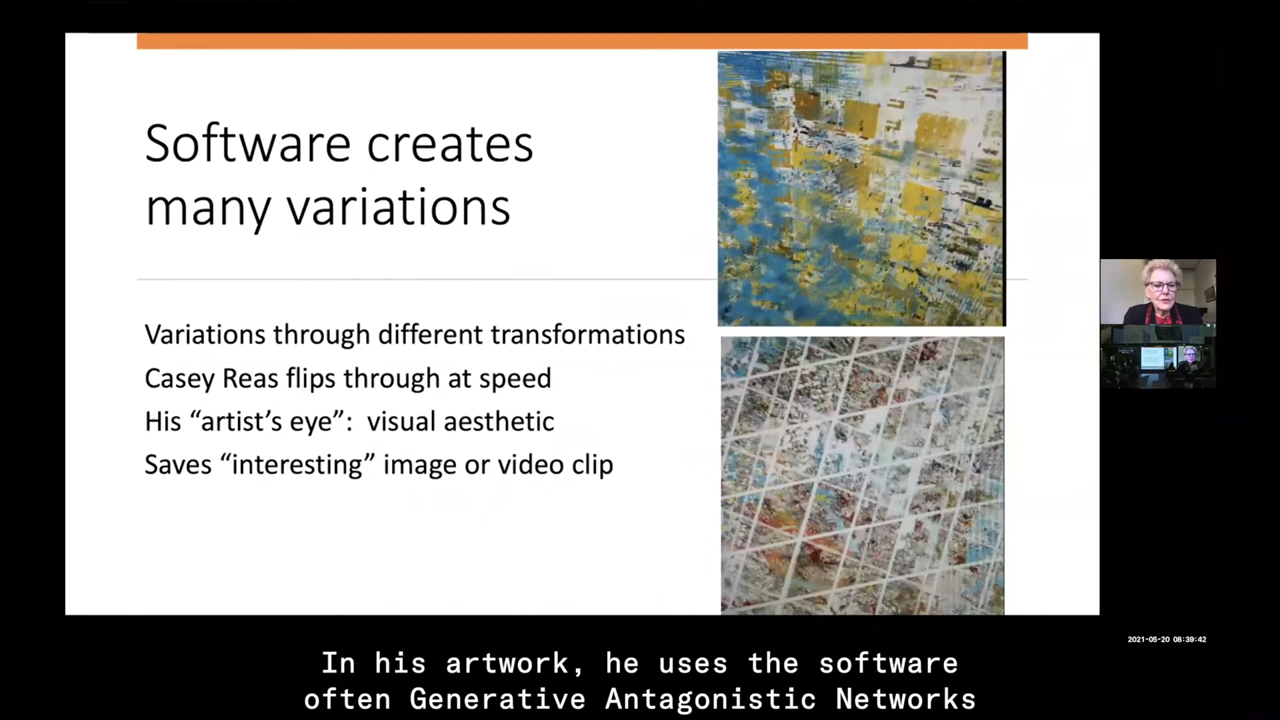 Software creates
many variations
Variations through different transformations
Casey Reas flips through at speed
His “artist’s eye”:  visual aesthetic
Saves “interesting” image or video clip
2021-05-20 08:39:42
In his artwork, he uses the software
often Generative Antagonistic Networks